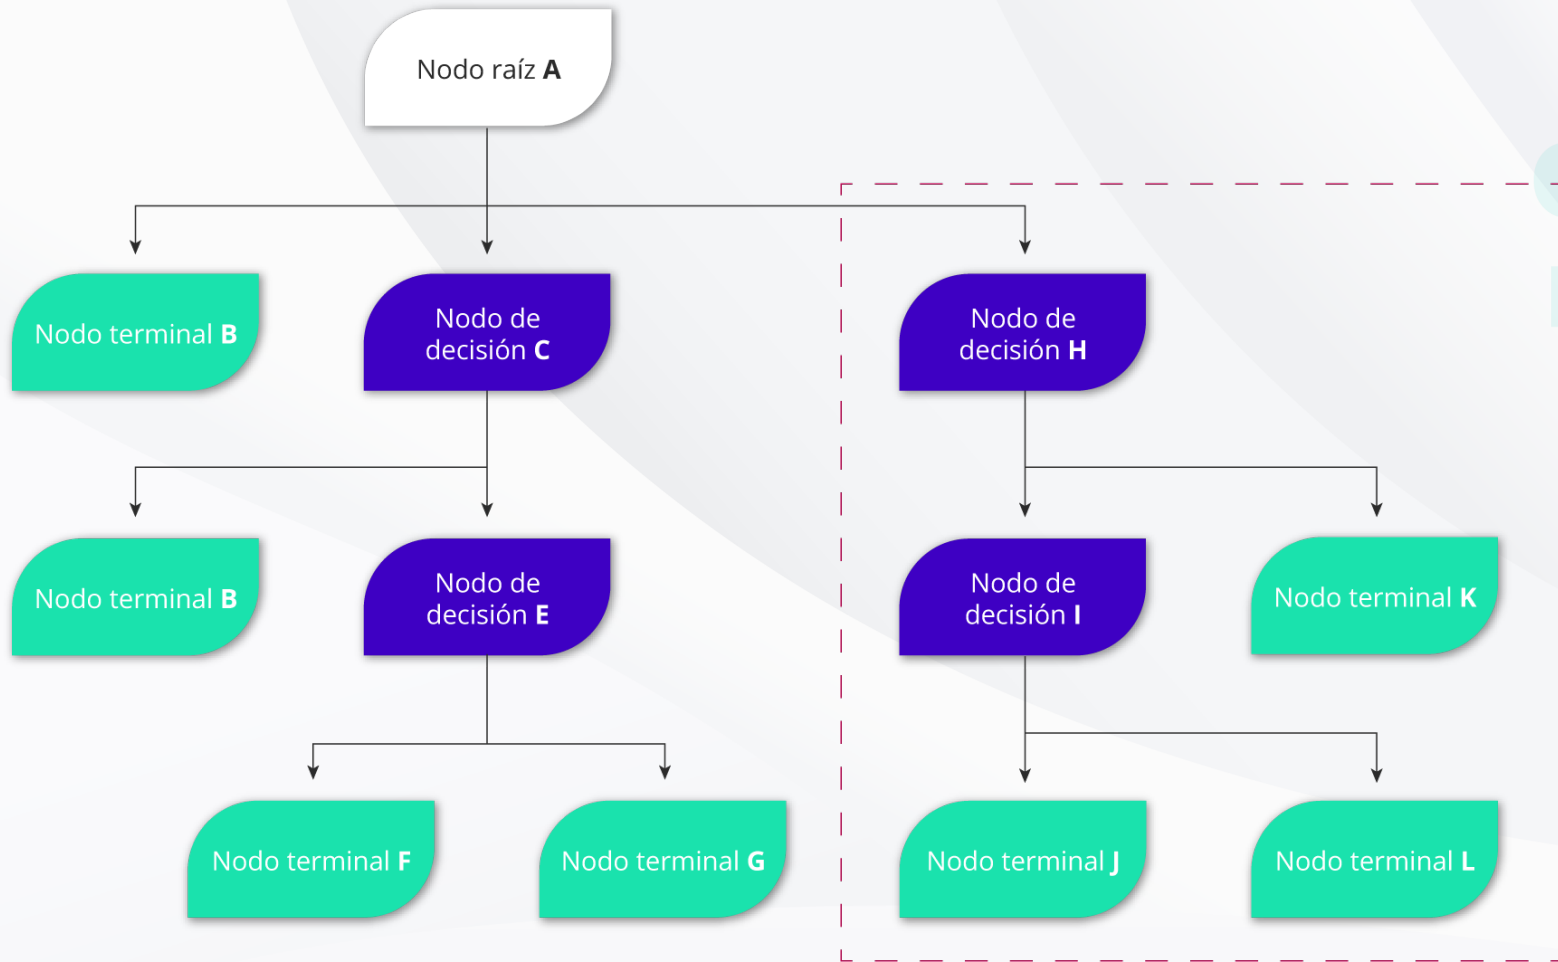 Nodo raíz A
Nodo terminal B
Nodo de
decisión C
Nodo de
decisión H
Nodo terminal B
Nodo de
decisión E
Nodo de
decisión I
Nodo terminal K
Nodo terminal F
Nodo terminal G
Nodo terminal J
Nodo terminal L